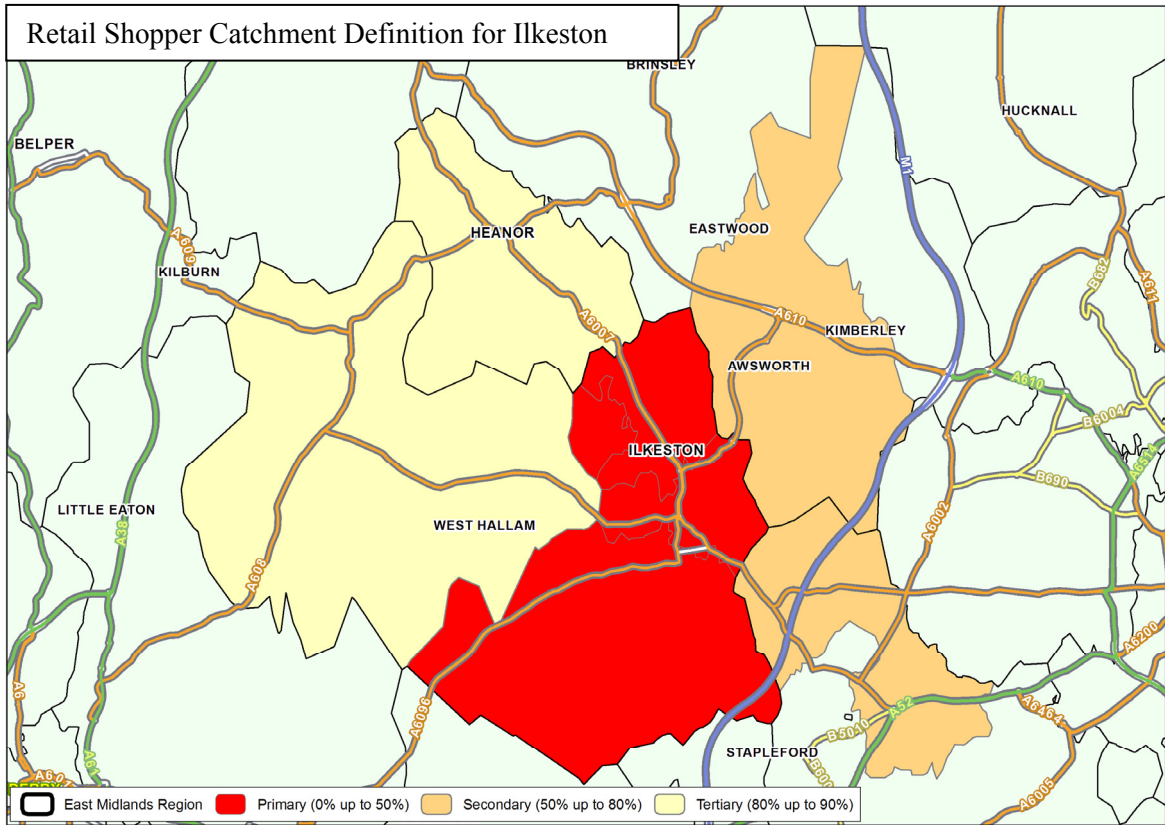 Retail Shopper Catchment Definition for Ilkeston
BRINSLEY
HUCKNALL
BELPER
M1
EASTWOOD
HEANOR
A609
KILBURN
B682
A611
A6007
A610
KIMBERLEY
AWSWORTH
A610
B6004
ILKESTON
A6514
B690
LITTLE EATON
A38
WEST HALLAM
A6002
A608
A6200
A6
A6096
A52
A6464
B5010
STAPLEFORD
A61
A6005
East Midlands Region
Primary (0% up to 50%)
Secondary (50% up to 80%)
Tertiary (80% up to 90%)